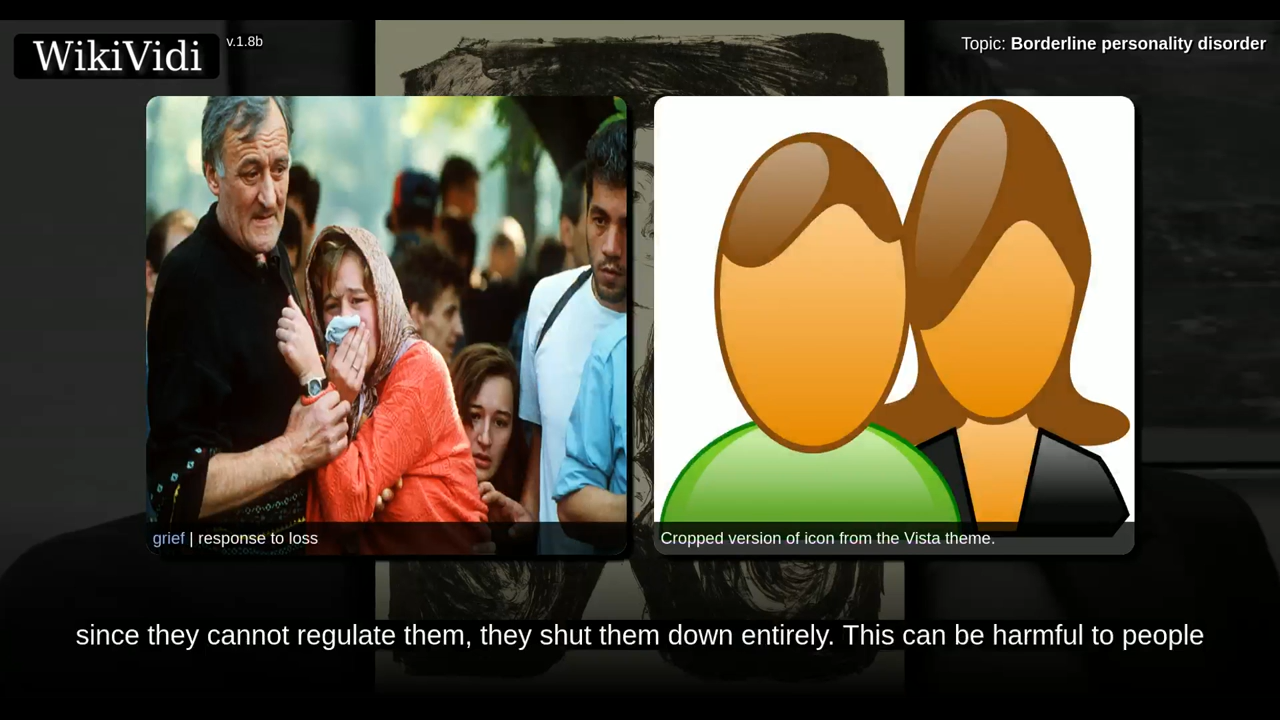 WikiVidi v.1.8b
Topic: Borderline personality disorder
grief | response to loss
Cropped version of icon from the Vista theme.
since they cannot regulate them, they shut them down entirely. This can be harmful to people